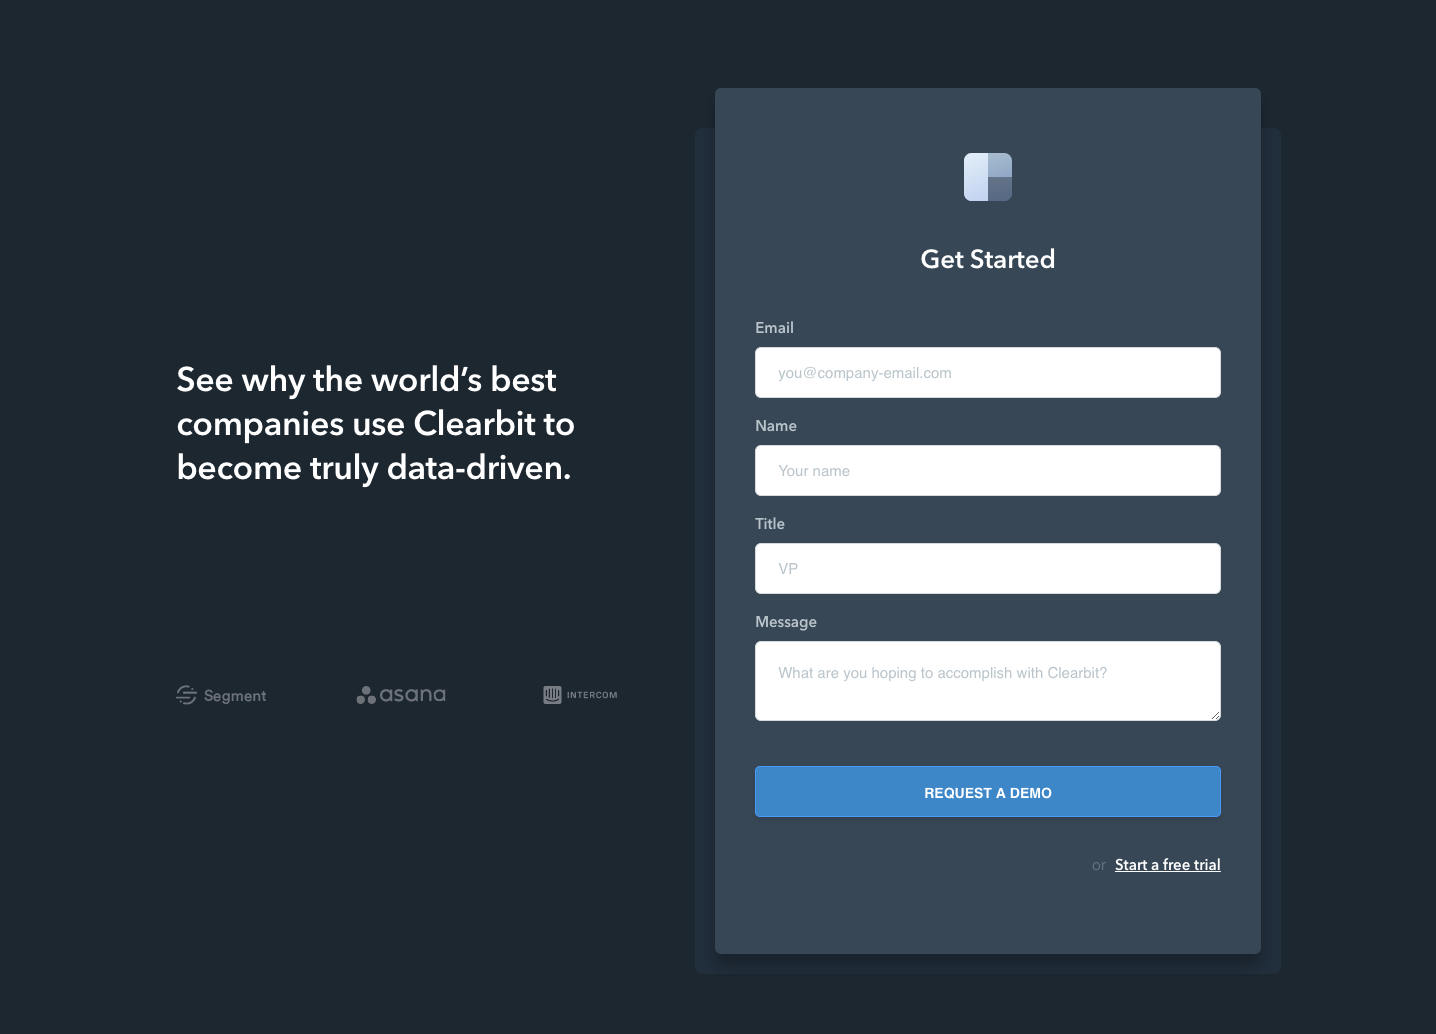 See why the world’s best
companies use Clearbit to
become truly data-driven.
Segment
asana
INTERCOM
Get Started
Email
you@company-email.com
Name
Your name
Title
VP
Message
What are you hoping to accomplish with Clearbit?
REQUEST A DEMO
or Start a free trial